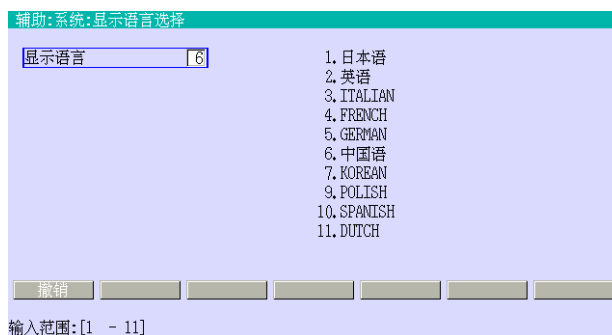 辅助:系统:显示语言选择
显示语言 6
1.日本语
2.英语
3.ITALIAN
4.FRENCH
5.GERMAN
6.中国语
7.KOREAN
9.POLISH
10.SPANISH
11.DUTCH
撤销
输入范围:[1 - 11]